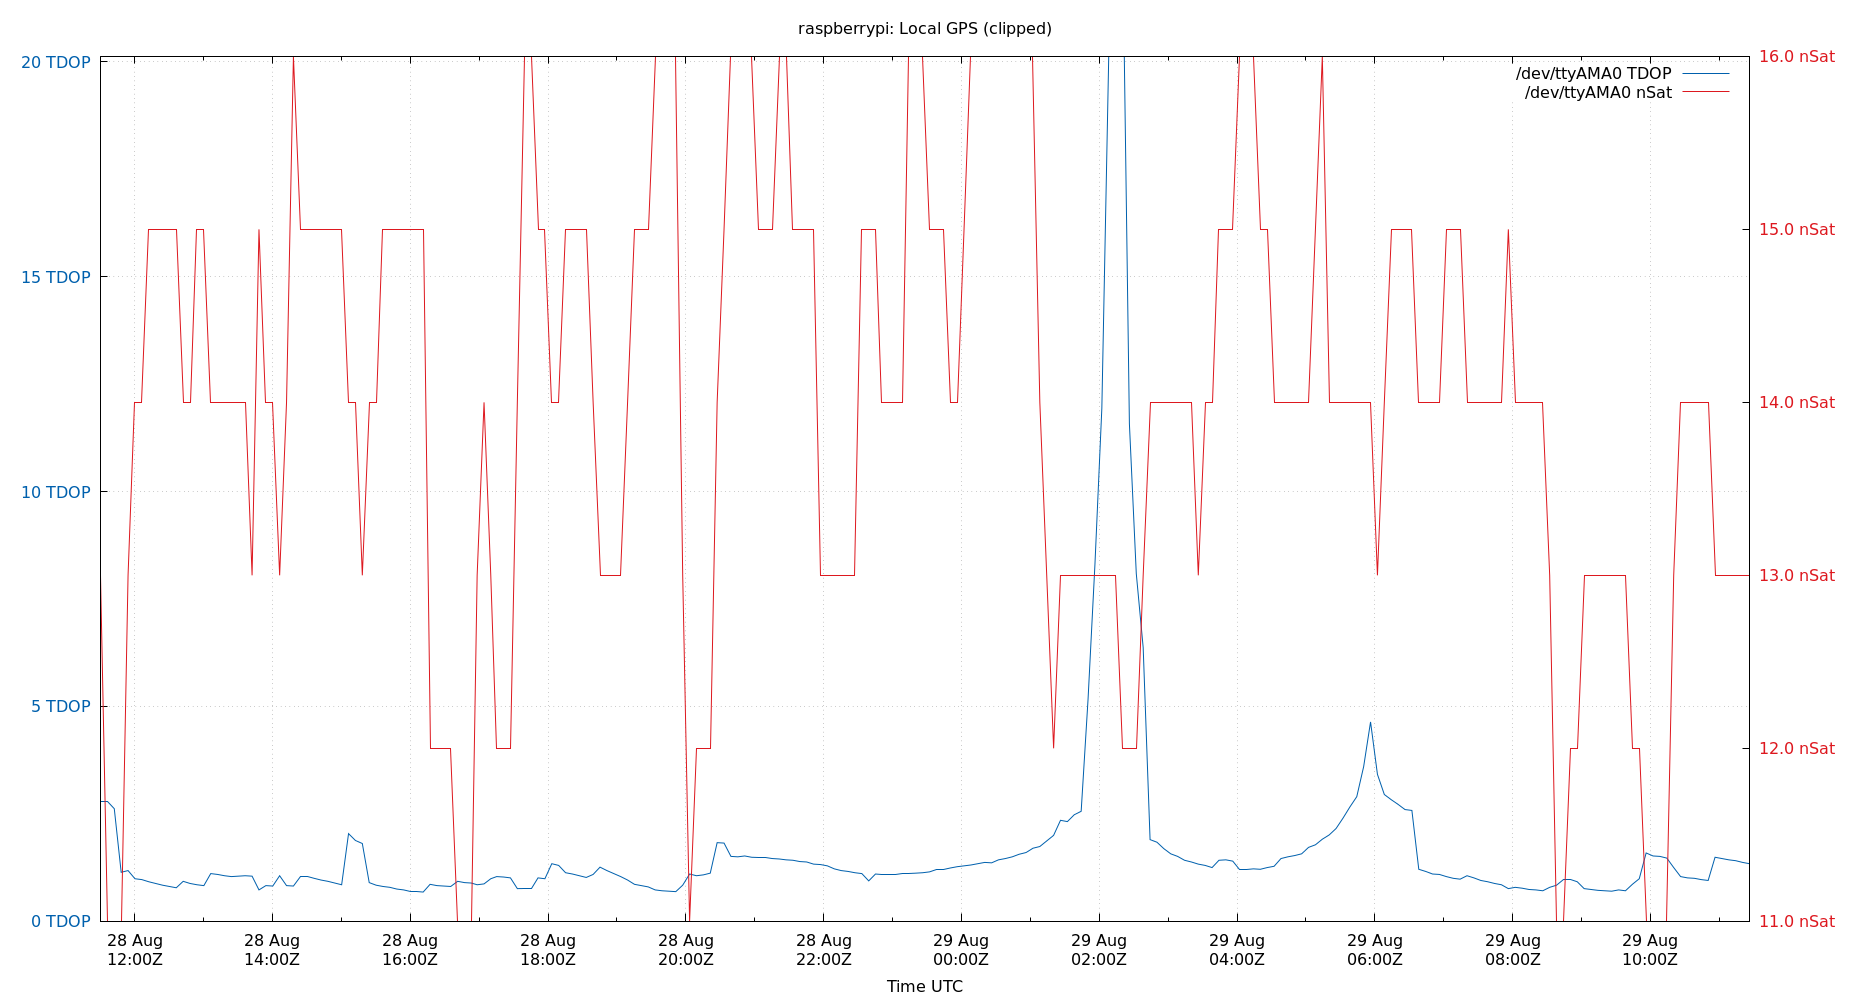 raspberrypi: Local GPS (clipped)
20 TDOP
15 TDOP
10 TDOP
5 TDOP
0 TDOP
16.0 nSat
15.0 nSat
14.0 nSat
13.0 nSat
12.0 nSat
11.0 nSat
/dev/ttyAMA0 TDOP
/dev/ttyAMA0 nSat
28 Aug 28 Aug 28 Aug 28 Aug 28 Aug 28 Aug 29 Aug 29 Aug 29 Aug 29 Aug 29 Aug 29 Aug
12:00Z 14:00Z 16:00Z 18:00Z 20:00Z 22:00Z 00:00Z 02:00Z 04:00Z 06:00Z 08:00Z 10:00Z
Time UTC